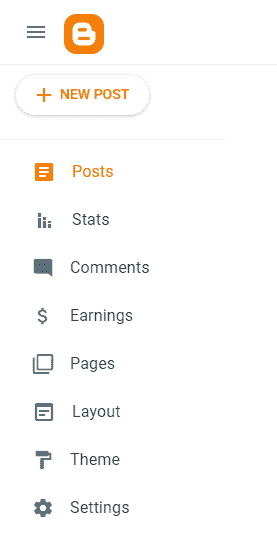 NEW POST
Posts
Stats
Comments
Earnings
Pages
Layout
Theme
Settings